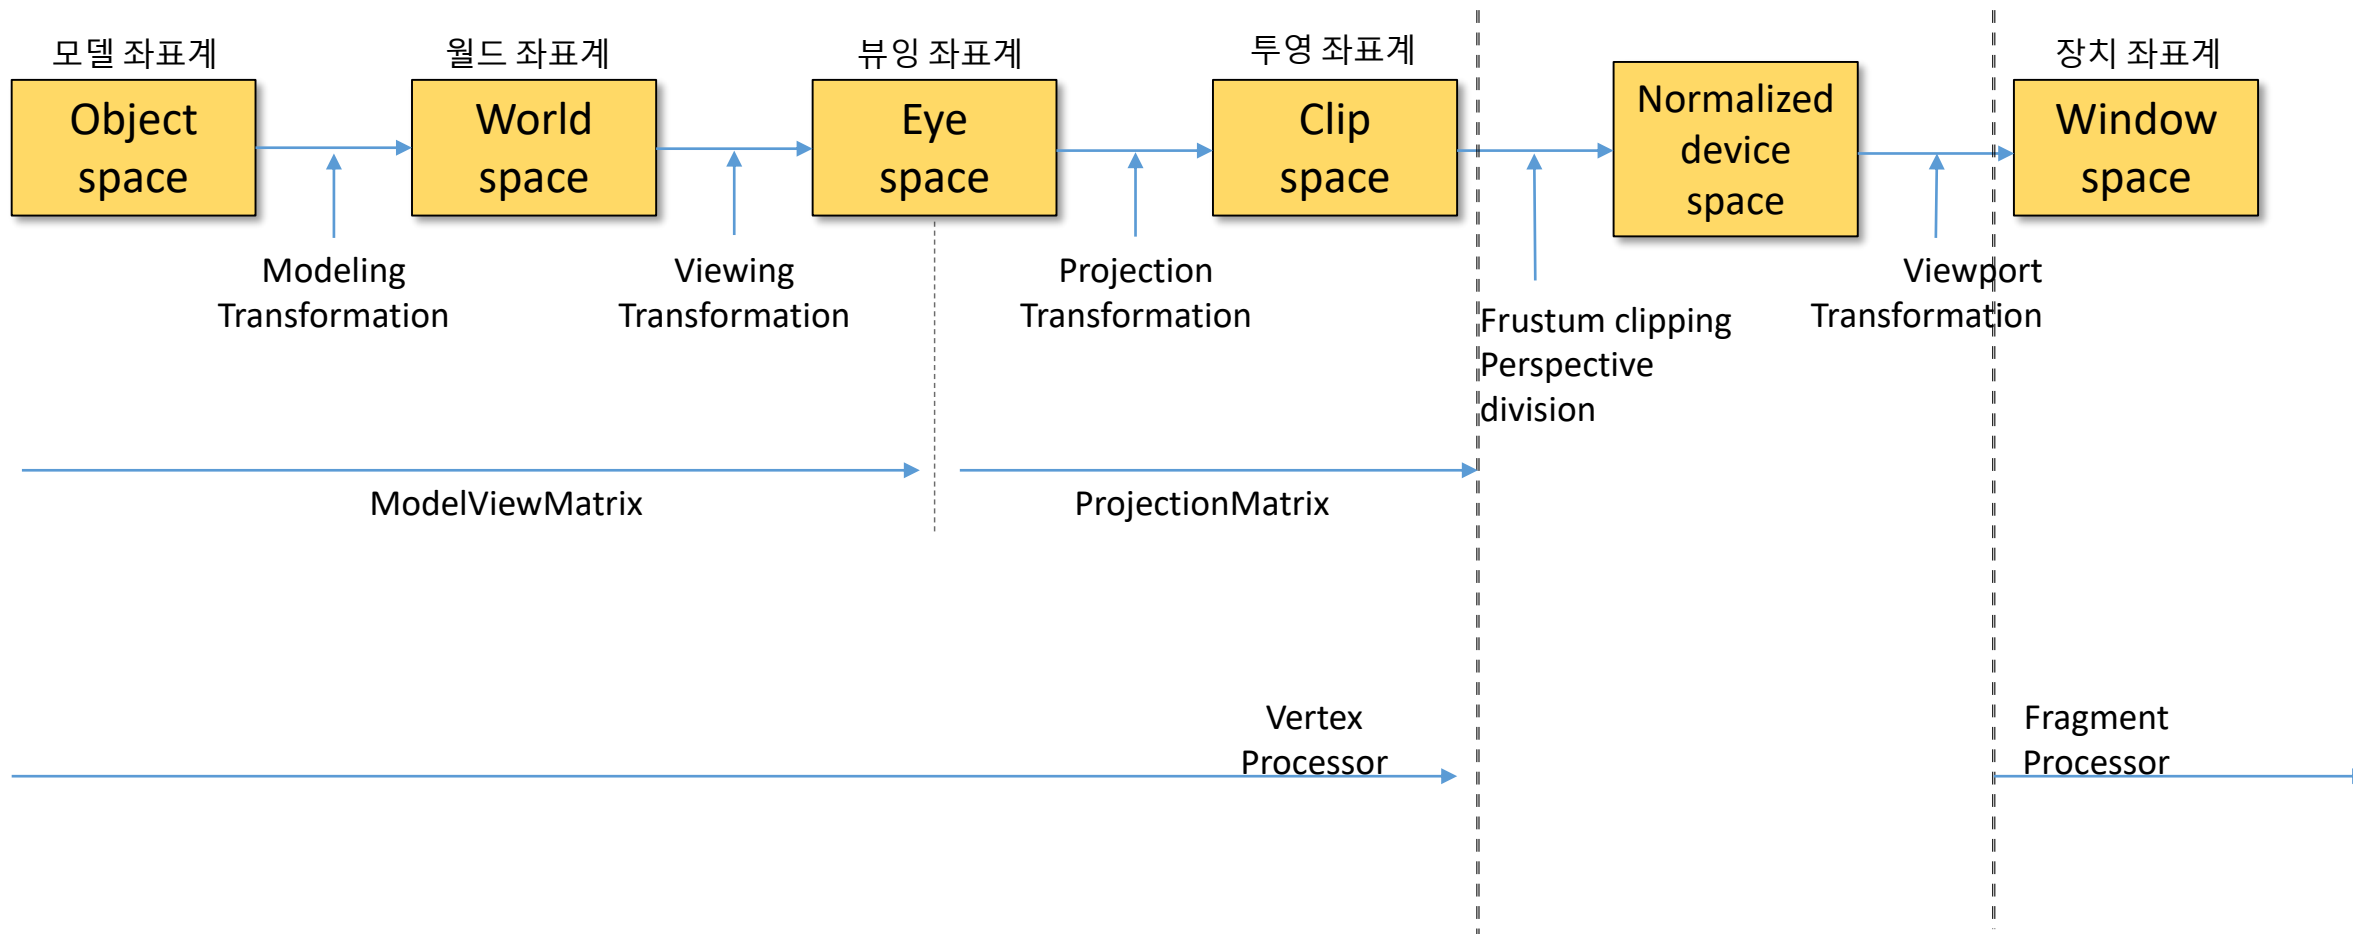 모델 좌표계
월드 좌표계
뷰잉 좌표계
투영 좌표계
장치 좌표계
Object
space
World
space
Eye
space
Clip
space
Normalized
device
space
Window
space
Modeling
Transformation
Viewing
Transformation
Projection
Transformation
Frustum clipping
Perspective
division
Viewport
Transformation
ModelViewMatrix
ProjectionMatrix
Vertex
Processor
Fragment
Processor